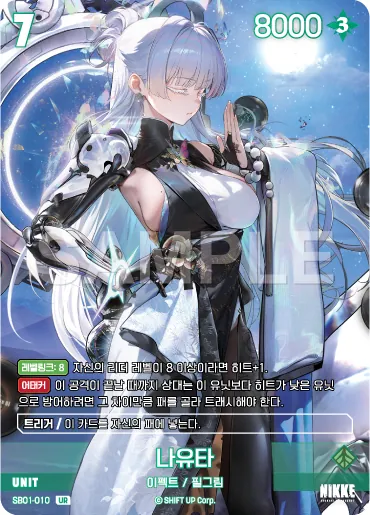 7
8000 3
SAMPLE
레벨링크: 8 자신의 리더 레벨이 8 이상이라면 히트+1.
어태커 이 공격이 끝날 때까지 상대는 이 유닛보다 히트가 낮은 유닛
으로 방어하려면 그 차이만큼 패를 골라 트래시해야 한다.
트리거 / 이 카드를 자신의 패에 넣는다.
나유타
이펙트 / 필그림
UNIT
SB01-010 UR
© SHIFT UP Corp.
NIKKE